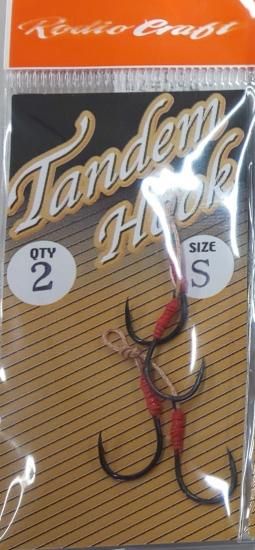 Rodio Craft
Tandem
Hook
QTY
2
SIZE
S